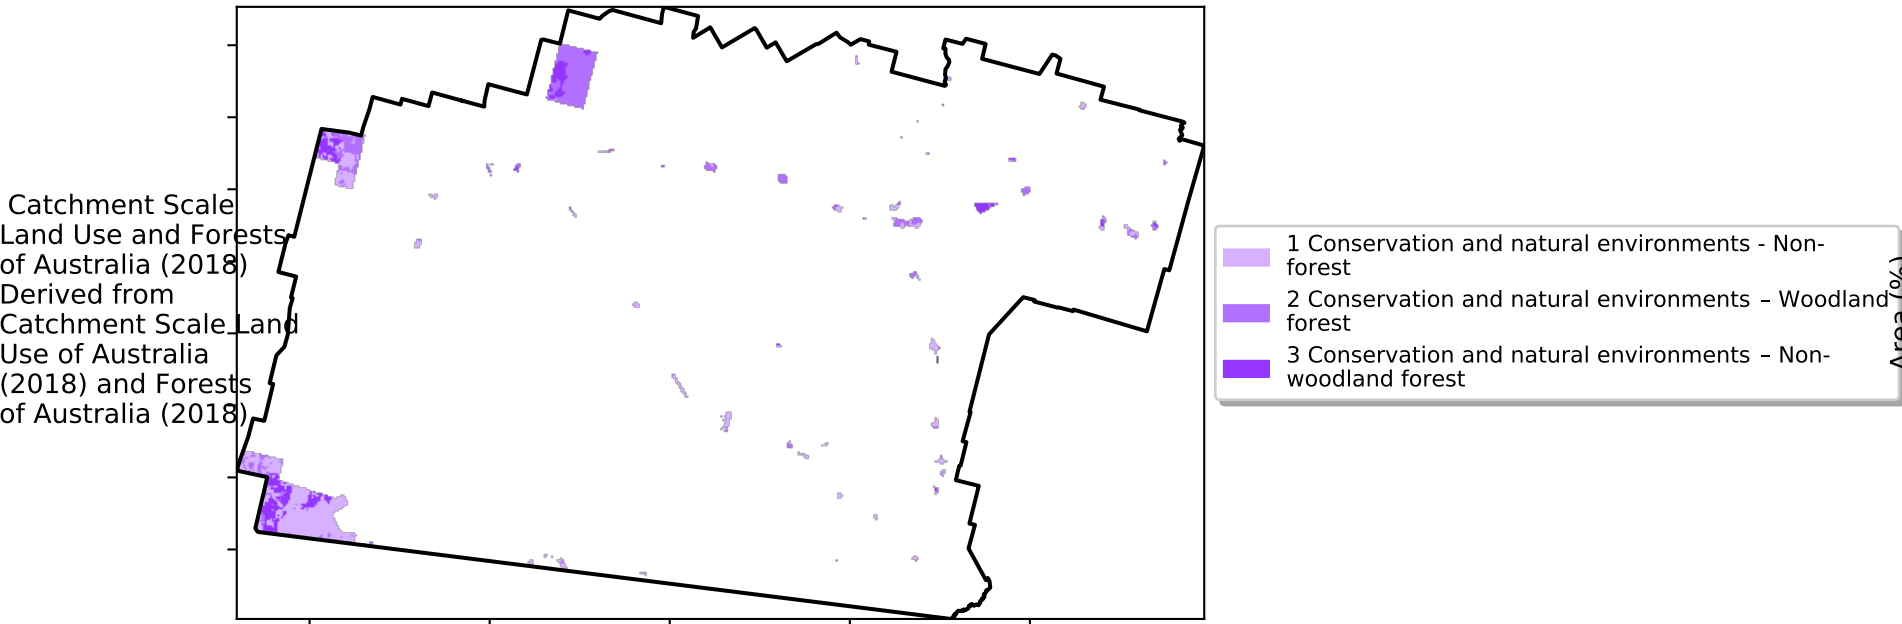 Catchment Scale
Land Use and Forests
of Australia (2018)
Derived from
Catchment Scale Land
Use of Australia
(2018) and Forests
of Australia (2018)
1 Conservation and natural environments - Non-
forest
2 Conservation and natural environments – Woodland
forest
3 Conservation and natural environments – Non-
woodland forest
Area (%)